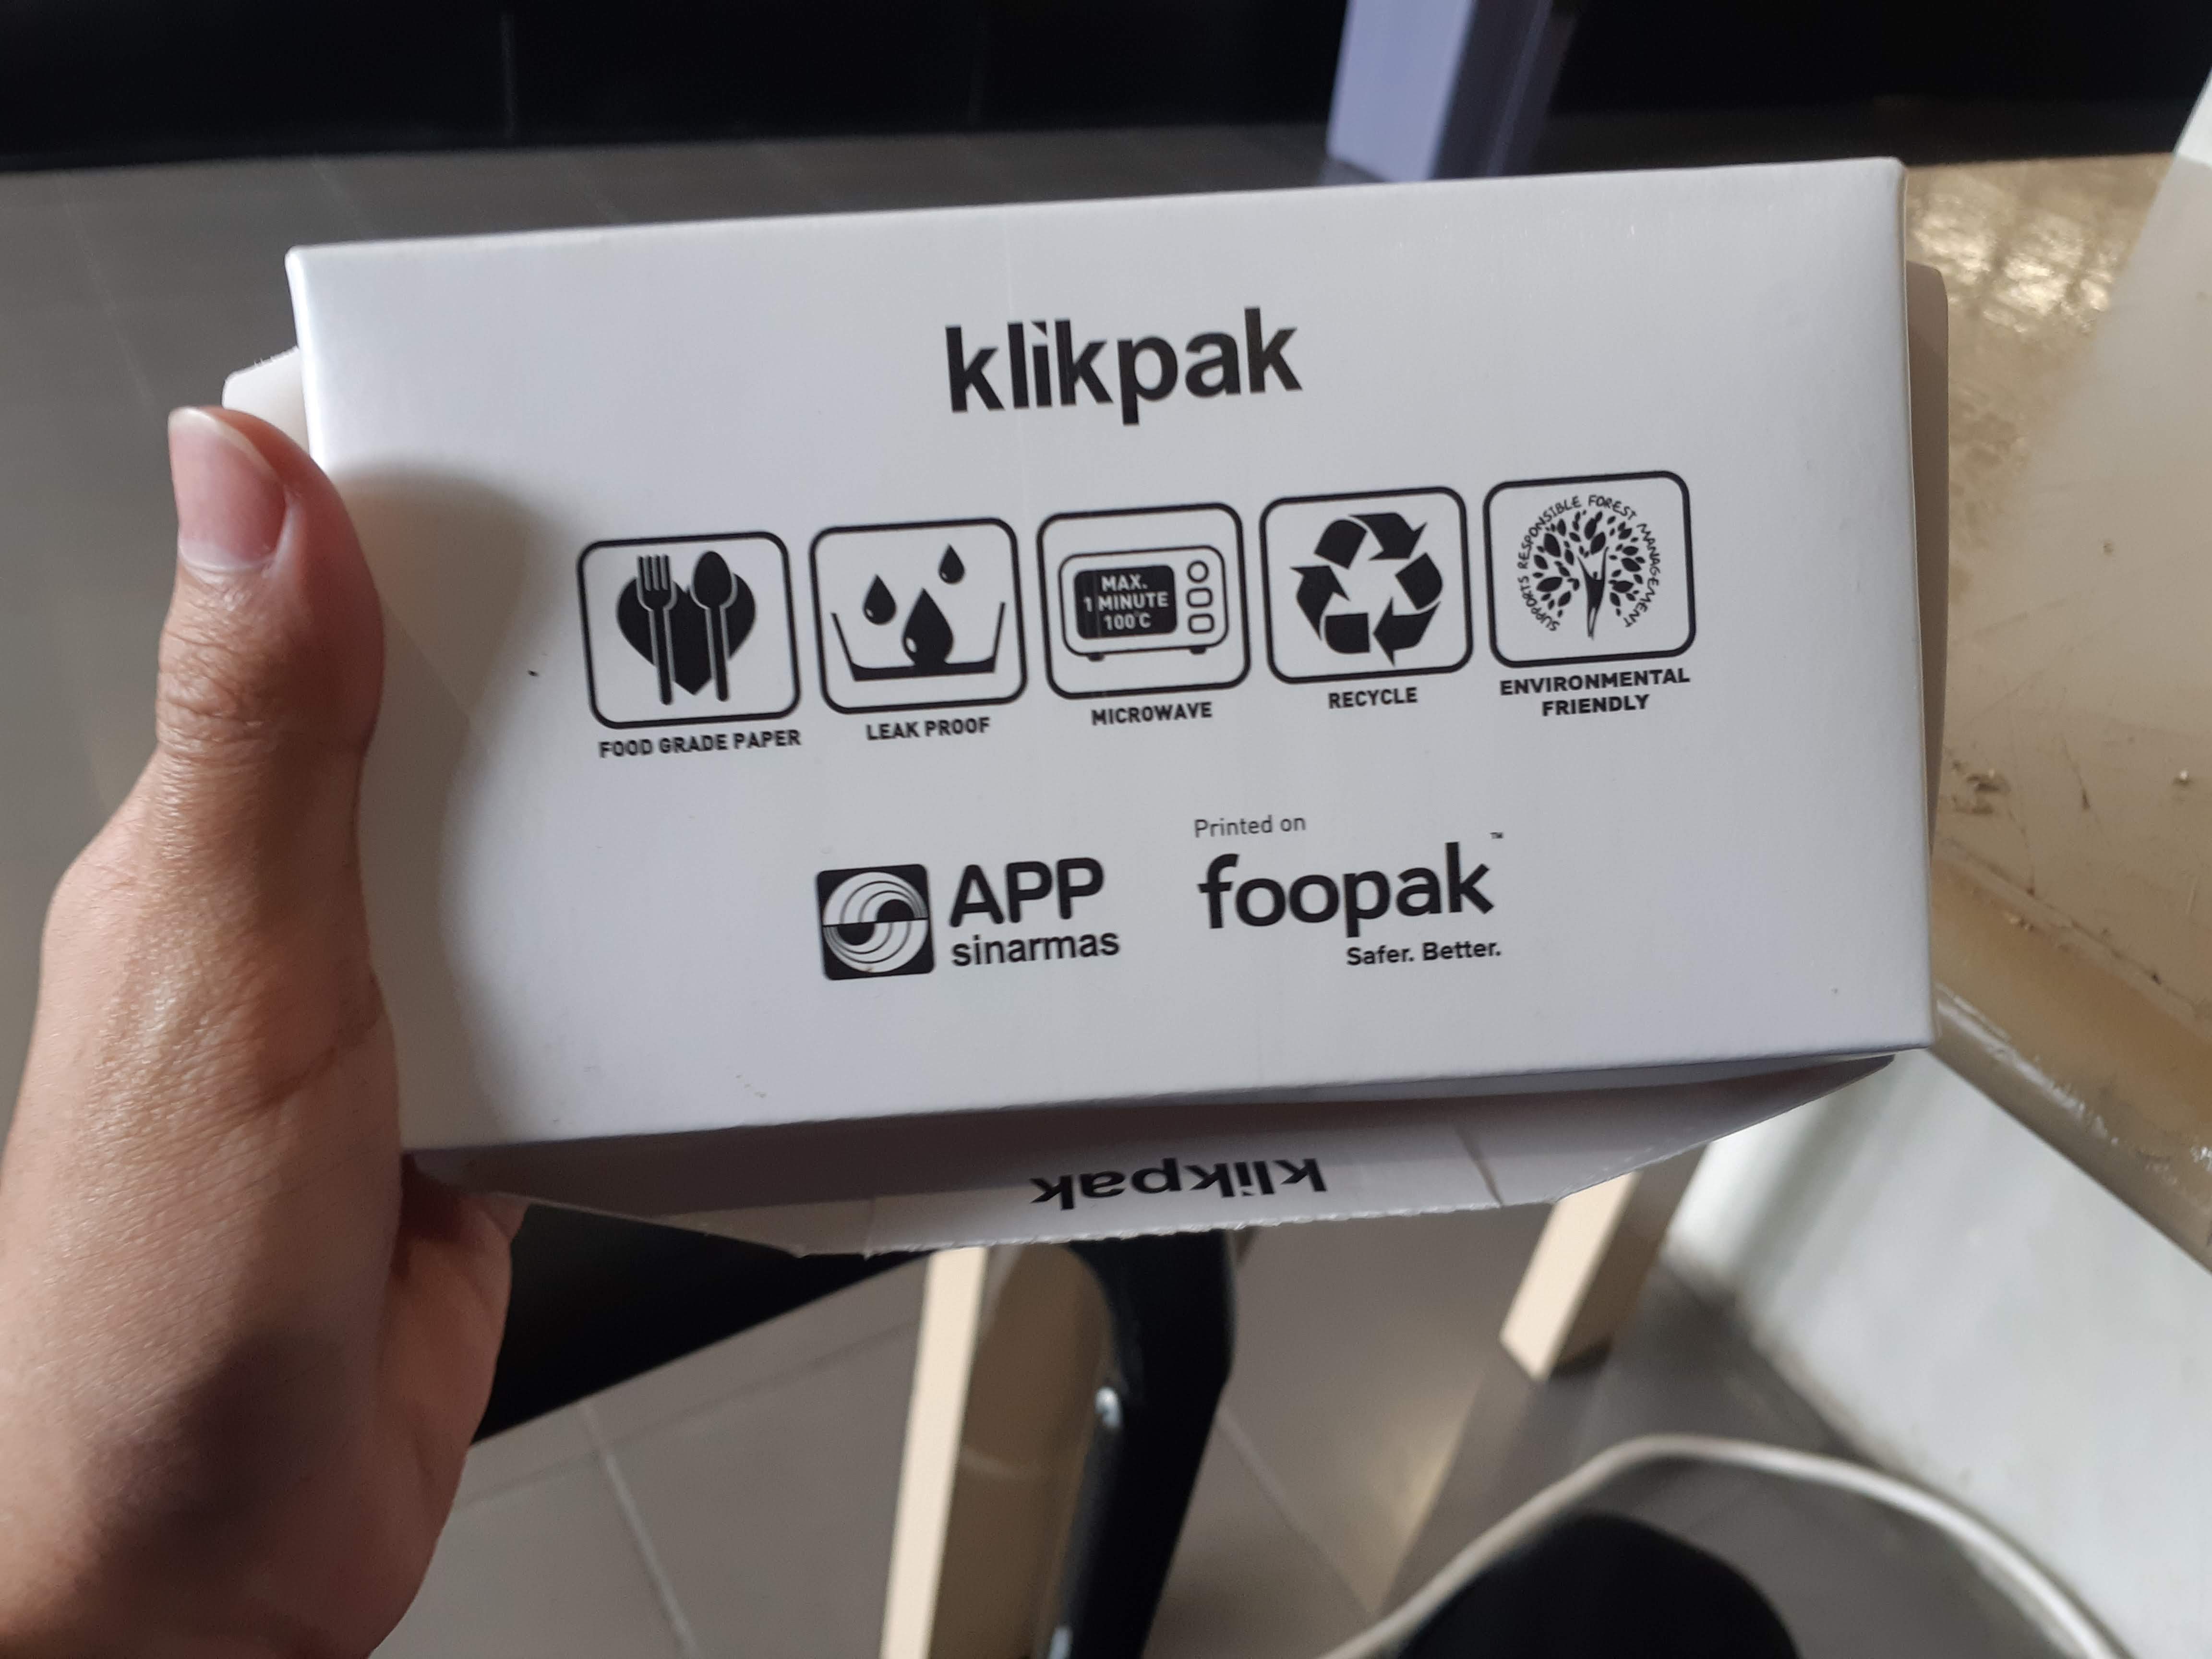 klikpak
MAX.
1 MINUTE
100°C
SUPPORTS RESPONSIBLE FOREST MANAGEMENT
FOOD GRADE PAPER
LEAK PROOF
MICROWAVE
RECYCLE
ENVIRONMENTAL
FRIENDLY
APP
sinarmas
Printed on
foopak™
Safer. Better.
klikpak